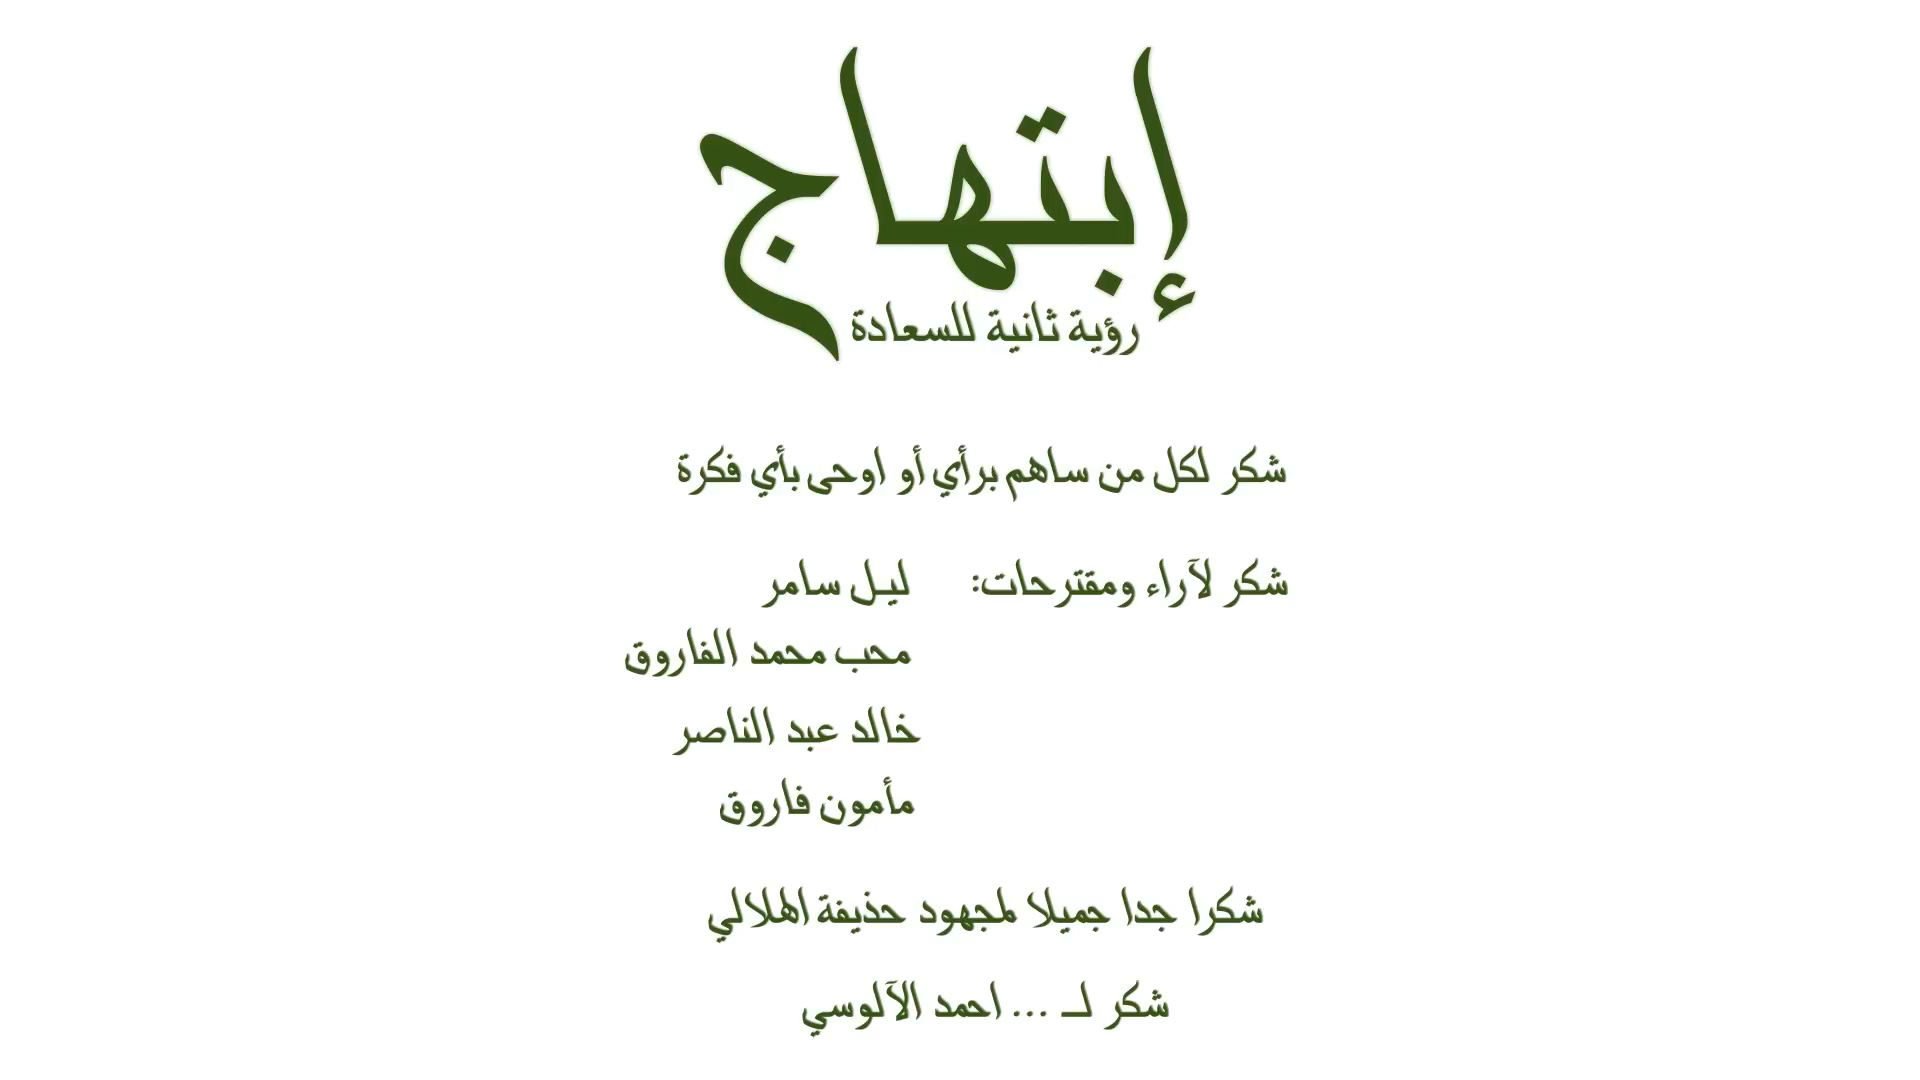 إبتهاج
رؤية ثانية للسعادة
شكر لكل من ساهم برأي أو اوحى بأي فكرة
شكر لآراء ومقترحات: ليل سامر
محب محمد الفاروق
خالد عبد الناصر
مأمون فاروق
شكرا جدا جميلا لمجهود حذيفة الهلالي
شكر لـ ... احمد الآلوسي